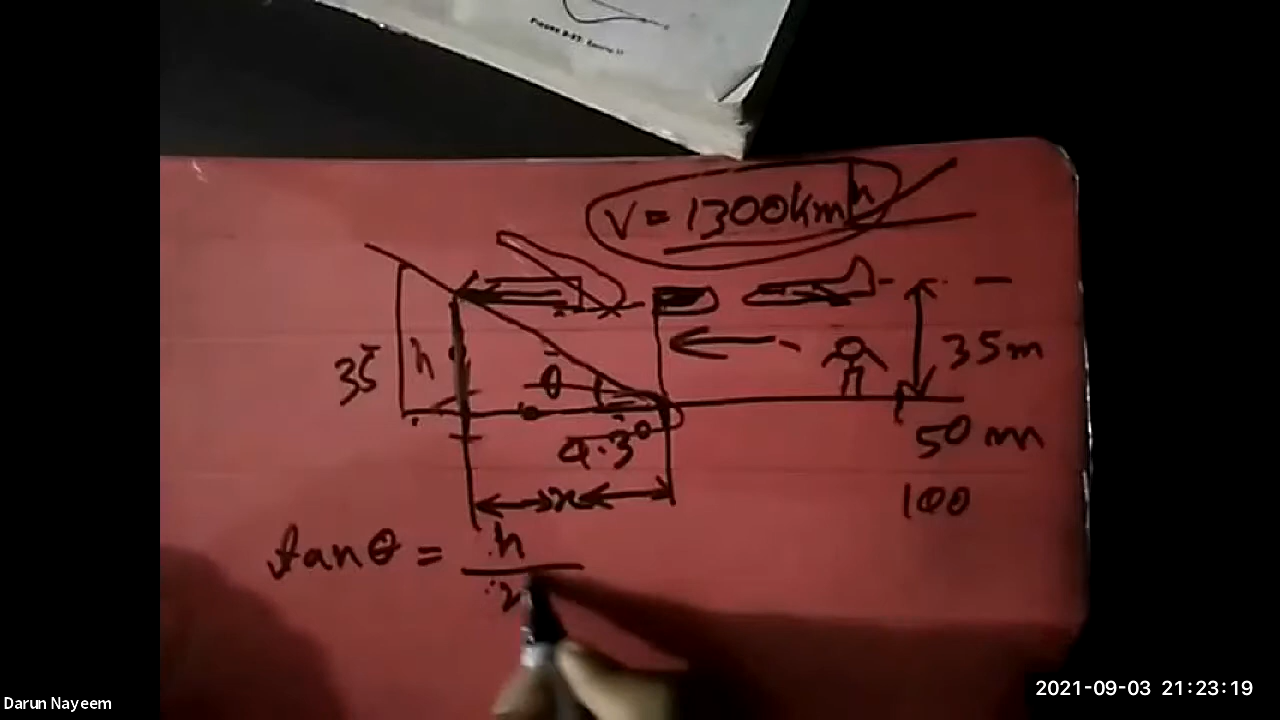 V = 1300km/h
35m
35
h
θ
4.3°
50 m
100
x
tanθ = h
x
Darun Nayeem
2021-09-03 21:23:19